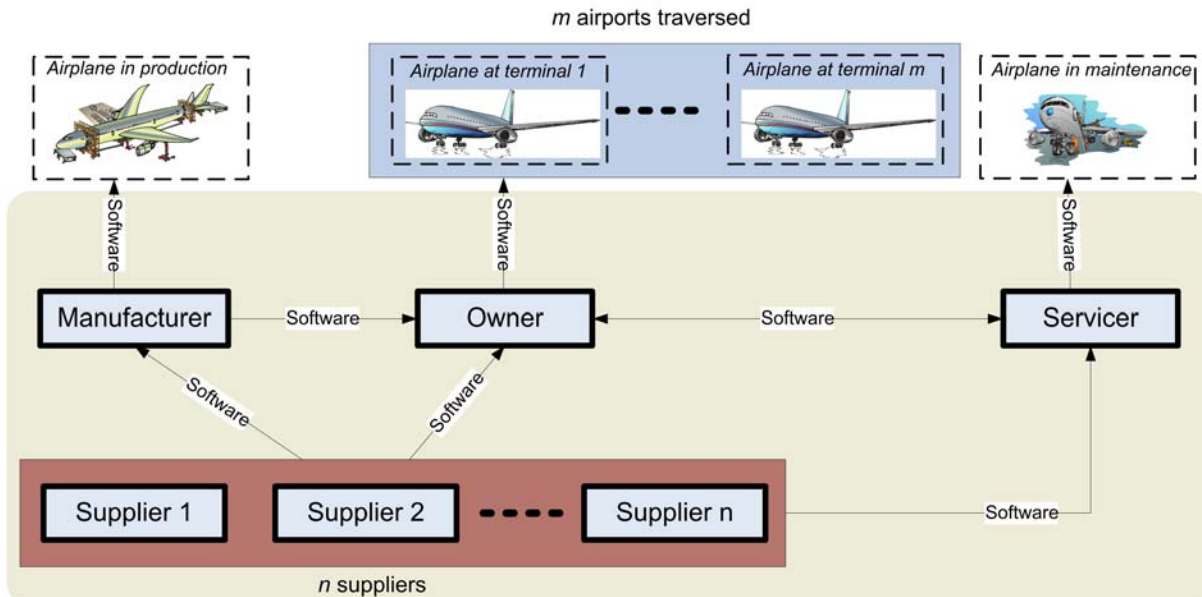 m airports traversed
Airplane in production
Airplane at terminal 1
Airplane at terminal m
Airplane in maintenance
Software
Software
Software
Manufacturer
Software
Owner
Software
Servicer
Software
Software
Supplier 1
Supplier 2
Supplier n
Software
n suppliers